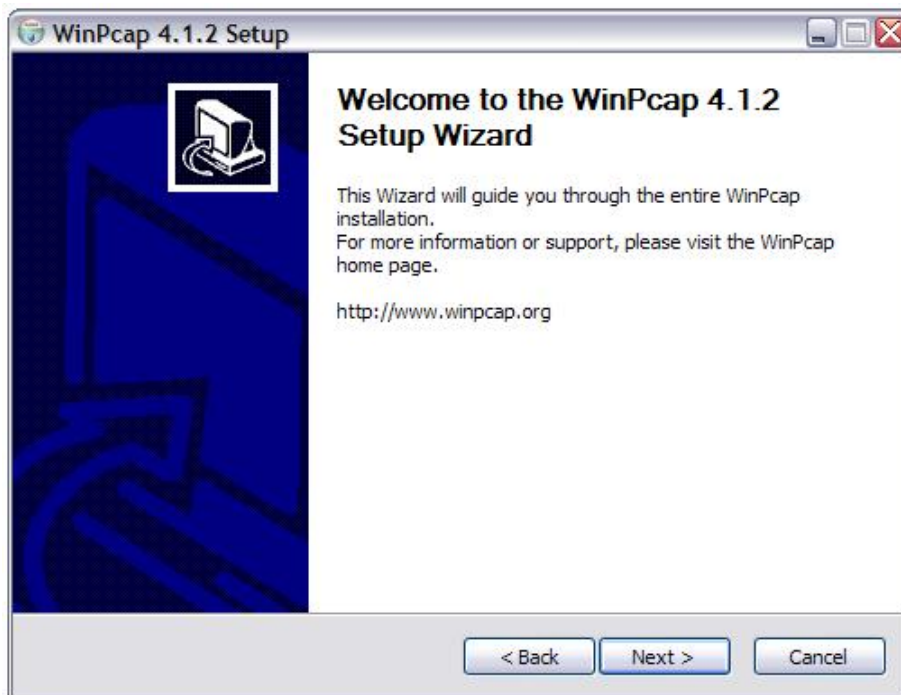 WinPcap 4.1.2 Setup
Welcome to the WinPcap 4.1.2
Setup Wizard
This Wizard will guide you through the entire WinPcap
installation.
For more information or support, please visit the WinPcap
home page.
http://www.winpcap.org
< Back
Next >
Cancel